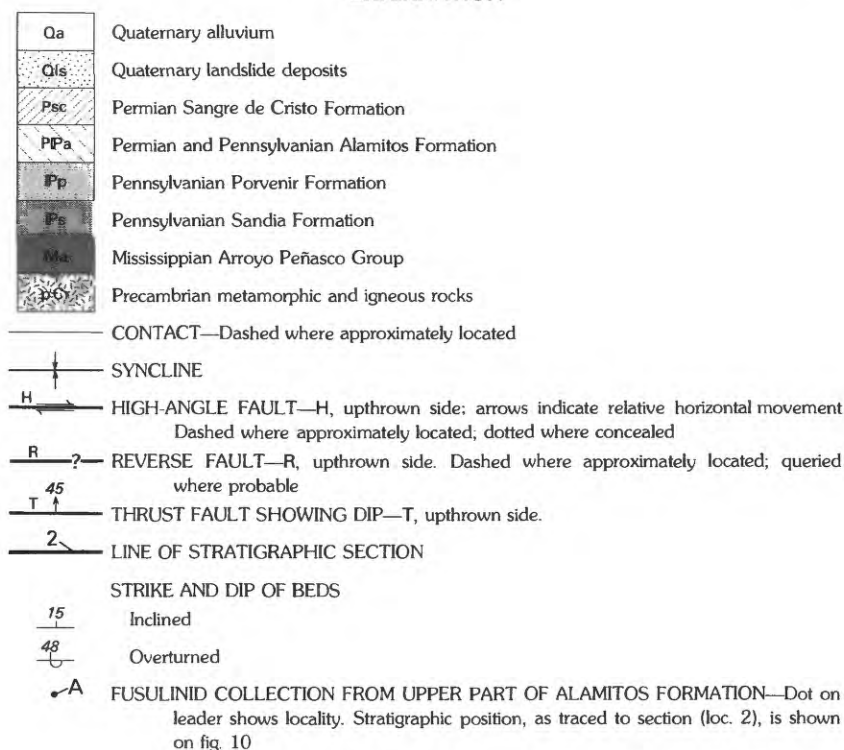 Qa Quaternary alluvium
Qls Quaternary landslide deposits
Psc Permian Sangre de Cristo Formation
PℙPa Permian and Pennsylvanian Alamitos Formation
ℙp Pennsylvanian Porvenir Formation
ℙs Pennsylvanian Sandia Formation
Ma Mississippian Arroyo Peñasco Group
Precambrian metamorphic and igneous rocks
CONTACT—Dashed where approximately located
SYNCLINE
H HIGH-ANGLE FAULT—H, upthrown side; arrows indicate relative horizontal movement
Dashed where approximately located; dotted where concealed
R ? REVERSE FAULT—R, upthrown side. Dashed where approximately located; queried
where probable
45
T THRUST FAULT SHOWING DIP—T, upthrown side.
2 LINE OF STRATIGRAPHIC SECTION
STRIKE AND DIP OF BEDS
15 Inclined
48 Overturned
A FUSULINID COLLECTION FROM UPPER PART OF ALAMITOS FORMATION—Dot on
leader shows locality. Stratigraphic position, as traced to section (loc. 2), is shown
on fig. 10